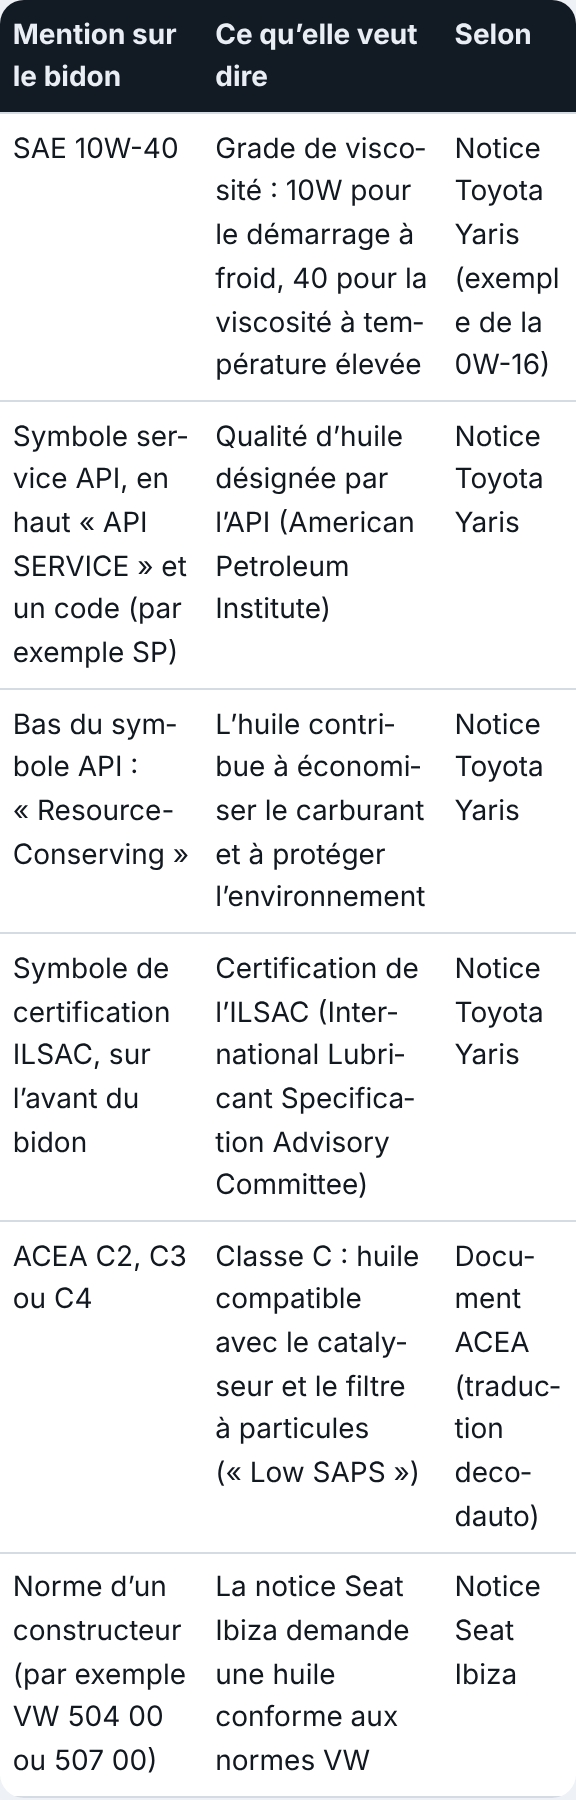 Mention sur le bidon
Ce qu’elle veut dire
Selon
SAE 10W-40
Grade de visco-
sité : 10W pour
le démarrage à
froid, 40 pour la
viscosité à tem-
pérature élevée
Notice
Toyota
Yaris
(exempl
e de la
0W-16)
Symbole ser-
vice API, en
haut « API
SERVICE » et
un code (par
exemple SP)
Qualité d’huile
désignée par
l’API (American
Petroleum
Institute)
Notice
Toyota
Yaris
Bas du sym-
bole API :
« Resource-
Conserving »
L’huile contri-
bue à économi-
ser le carburant
et à protéger
l’environnement
Notice
Toyota
Yaris
Symbole de
certification
ILSAC, sur
l’avant du
bidon
Certification de
l’ILSAC (Inter-
national Lubri-
cant Specifica-
tion Advisory
Committee)
Notice
Toyota
Yaris
ACEA C2, C3
ou C4
Classe C : huile
compatible
avec le cataly-
seur et le filtre
à particules
(« Low SAPS »)
Docu-
ment
ACEA
(traduc-
tion
deco-
dauto)
Norme d’un
constructeur
(par exemple
VW 504 00
ou 507 00)
La notice Seat
Ibiza demande
une huile
conforme aux
normes VW
Notice
Seat
Ibiza